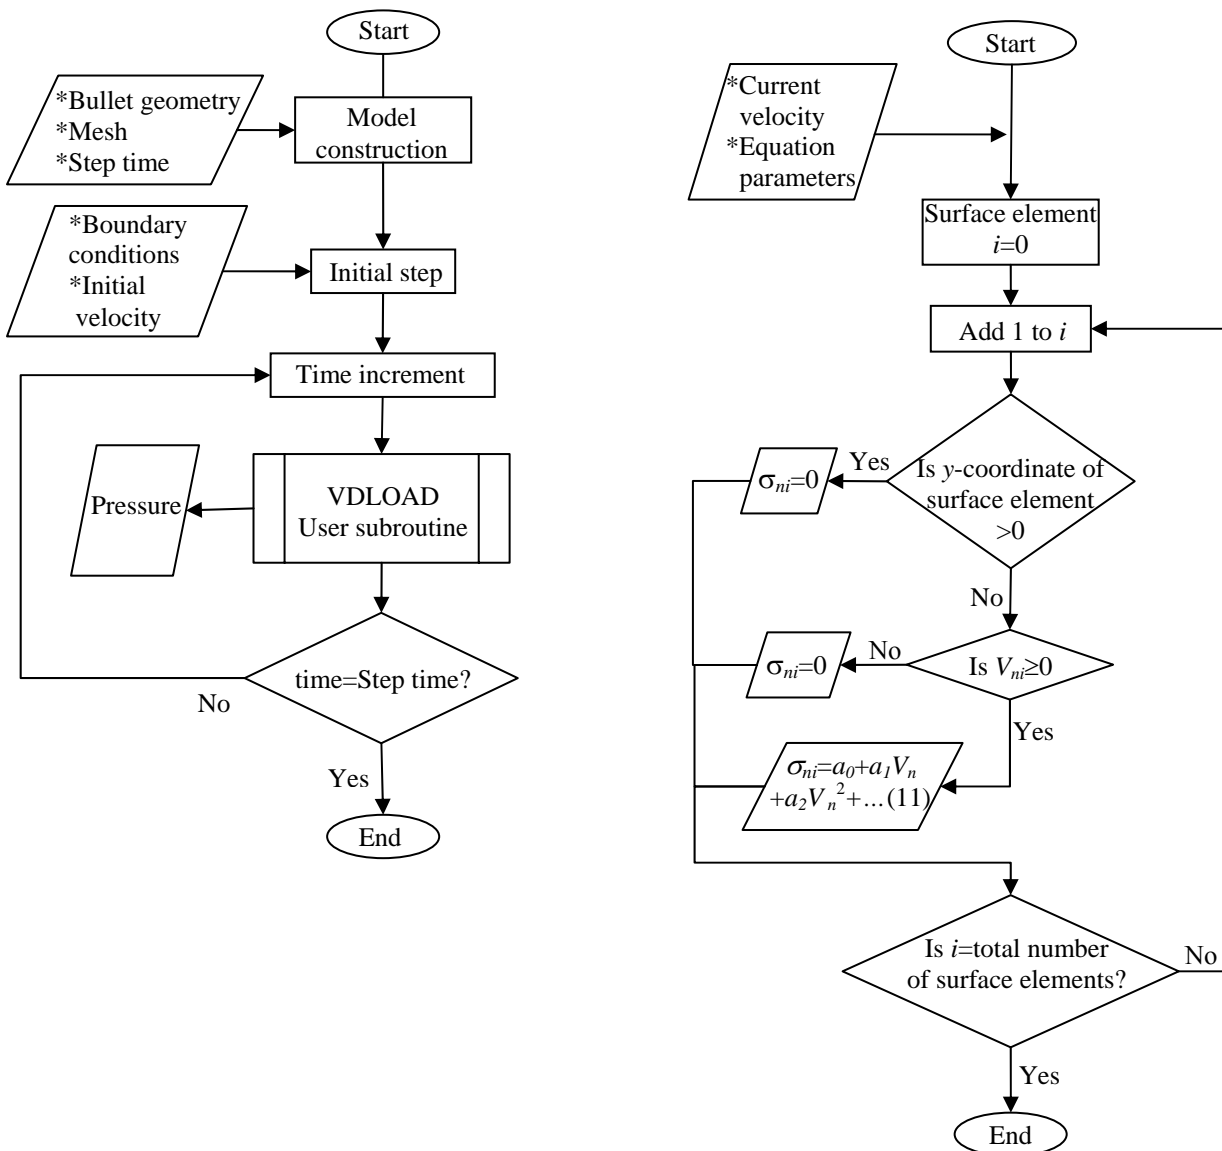 Start
*Bullet geometry
*Mesh
*Step time
Model
construction
*Boundary
conditions
*Initial
velocity
Initial step
Time increment
Pressure
VDLOAD
User subroutine
time=Step time?
No
Yes
End
Start
*Current
velocity
*Equation
parameters
Surface element
i=0
Add 1 to i
Is y-coordinate of
surface element
>0
Yes
σni=0
No
Is Vni≥0
No
σni=0
Yes
σni=a0+a1Vn
+a2Vn²+…(11)
Is i=total number
of surface elements?
No
Yes
End